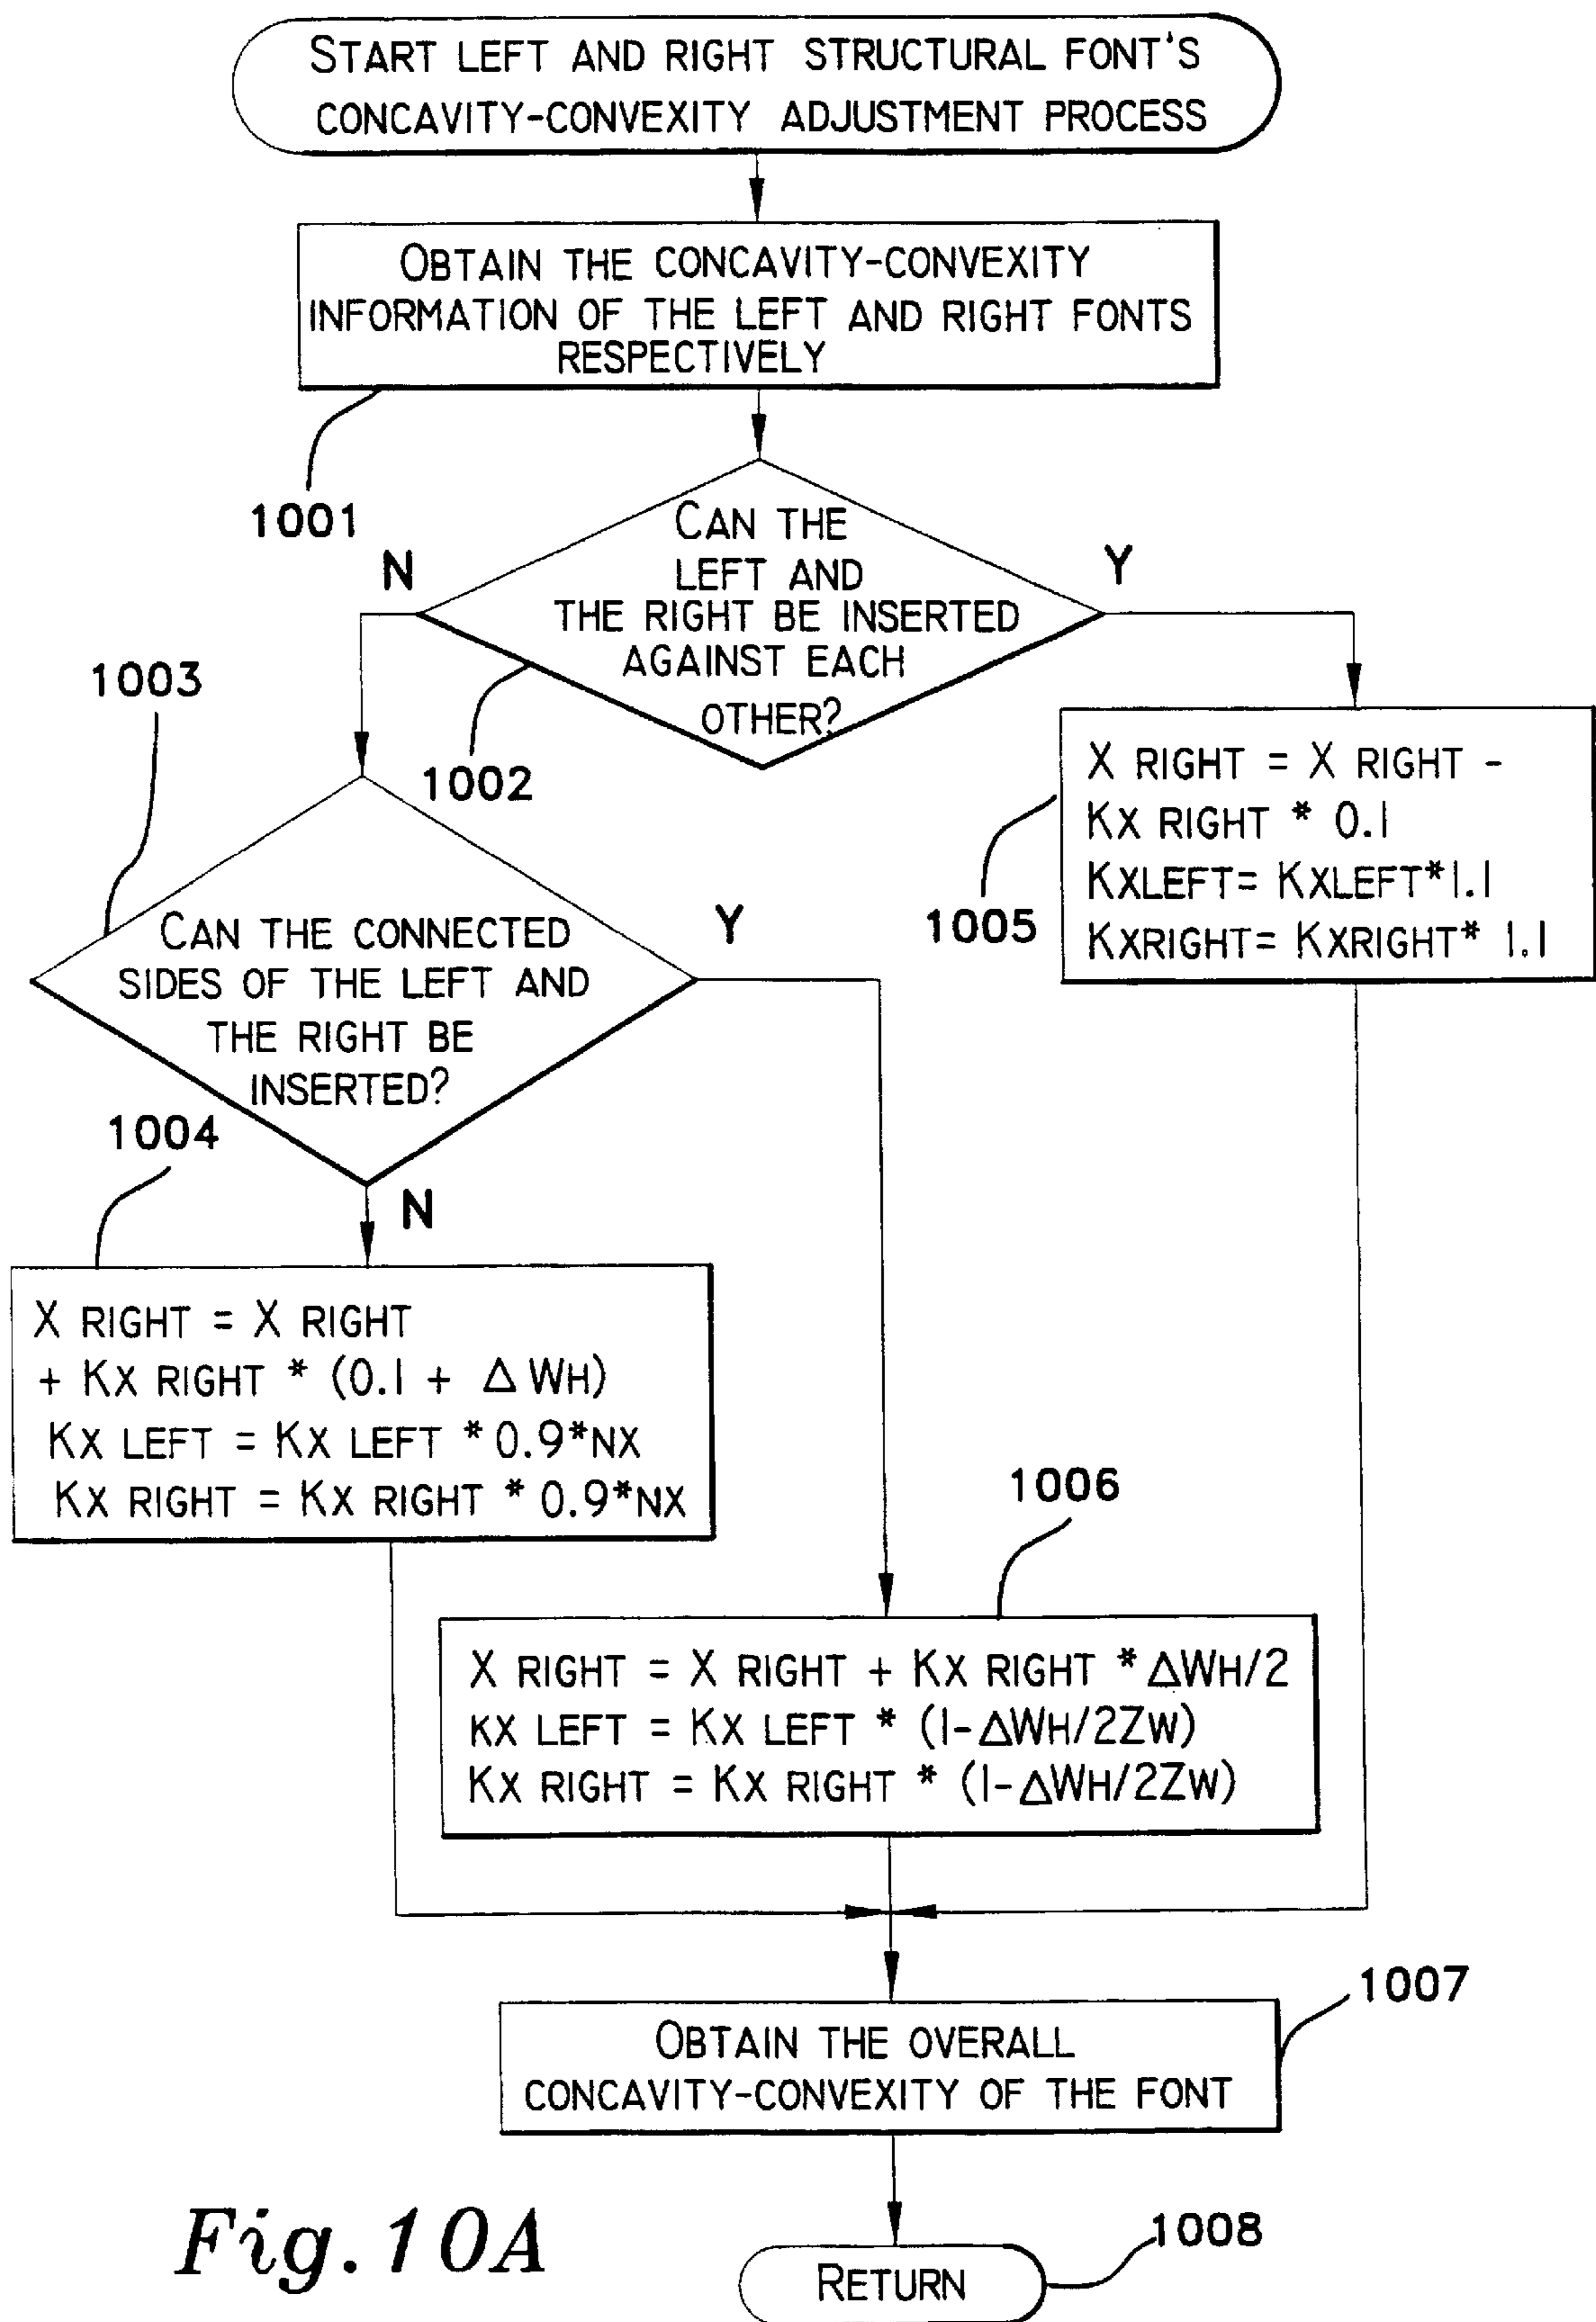 START LEFT AND RIGHT STRUCTURAL FONT'S
CONCAVITY-CONVEXITY ADJUSTMENT PROCESS
OBTAIN THE CONCAVITY-CONVEXITY
INFORMATION OF THE LEFT AND RIGHT FONTS
RESPECTIVELY
1001
CAN THE
LEFT AND
THE RIGHT BE INSERTED
AGAINST EACH
OTHER?
N
Y
1002
1003
X RIGHT = X RIGHT -
KX RIGHT * 0.1
KXLEFT= KXLEFT*1.1
KXRIGHT= KXRIGHT* 1.1
1005
CAN THE CONNECTED
SIDES OF THE LEFT AND
THE RIGHT BE
INSERTED?
Y
N
1004
X RIGHT = X RIGHT
+ KX RIGHT * (0.1 + Δ WH)
KX LEFT = KX LEFT * 0.9*NX
KX RIGHT = KX RIGHT * 0.9*NX
1006
X RIGHT = X RIGHT + KX RIGHT * ΔWH/2
KX LEFT = KX LEFT * (1-ΔWH/2ZW)
KX RIGHT = KX RIGHT * (1-ΔWH/2ZW)
1007
OBTAIN THE OVERALL
CONCAVITY-CONVEXITY OF THE FONT
1008
RETURN
Fig. 10A